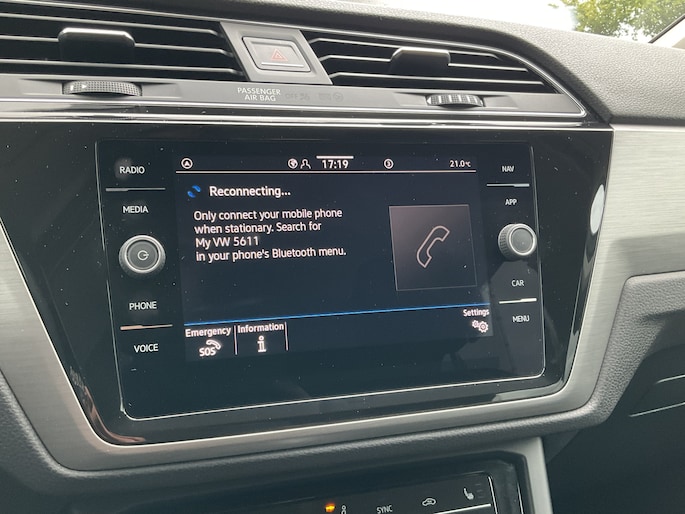 PASSENGER
AIR BAG
RADIO
MEDIA
PHONE
VOICE
NAV
APP
CAR
MENU
17:19
3
21.0°C
Reconnecting...
Only connect your mobile phone
when stationary. Search for
My VW 5611
in your phone's Bluetooth menu.
Emergency
SOS
Information
i
Settings
SYNC